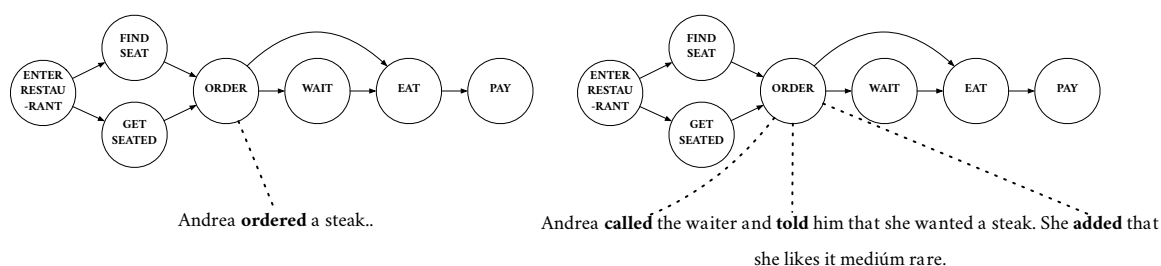 FIND
SEAT
ENTER
RESTAU
-RANT
ORDER
WAIT
EAT
PAY
GET
SEATED
Andrea ordered a steak..
FIND
SEAT
ENTER
RESTAU
-RANT
ORDER
WAIT
EAT
PAY
GET
SEATED
Andrea called the waiter and told him that she wanted a steak. She added that
she likes it mediúm rare.